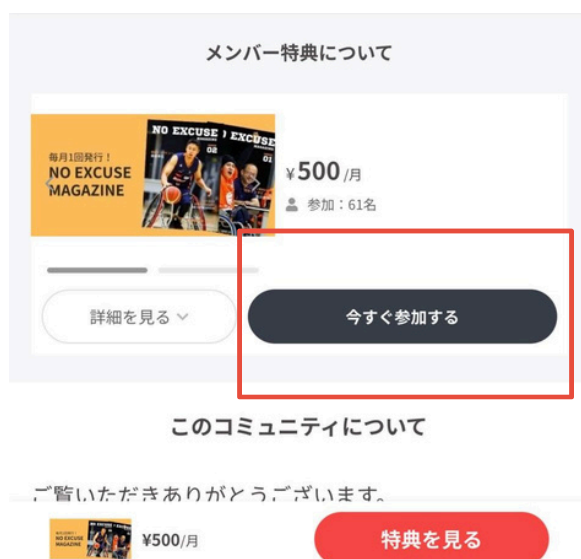 メンバー特典について
毎月1回発行！
NO EXCUSE
MAGAZINE
NO EXCUSE
02
EXCUSE
01
¥500/月
参加：61名
詳細を見る
今すぐ参加する
このコミュニティについて
ご覧いただきありがとうございます。
NO EXCUSE
MAGAZINE
¥500/月
特典を見る